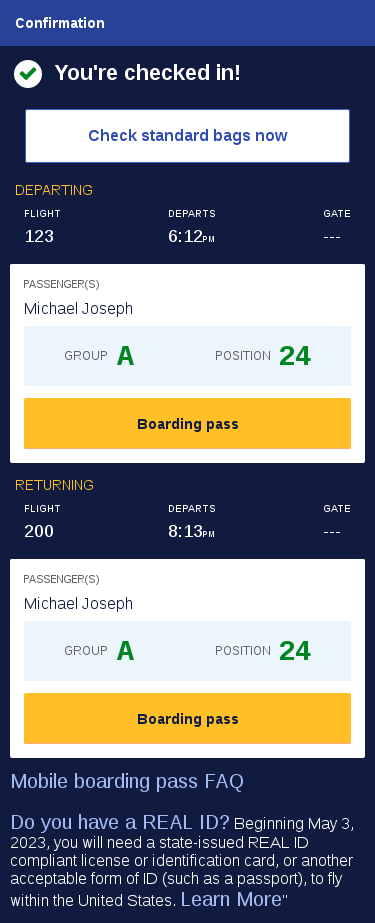 Confirmation
You're checked in!
Check standard bags now
DEPARTING
FLIGHT DEPARTS GATE
123 6:12PM ---
PASSENGER(S)
Michael Joseph
GROUP A POSITION 24
Boarding pass
RETURNING
FLIGHT DEPARTS GATE
200 8:13PM ---
PASSENGER(S)
Michael Joseph
GROUP A POSITION 24
Boarding pass
Mobile boarding pass FAQ
Do you have a REAL ID? Beginning May 3,
2023, you will need a state-issued REAL ID
compliant license or identification card, or another
acceptable form of ID (such as a passport), to fly
within the United States. Learn More"